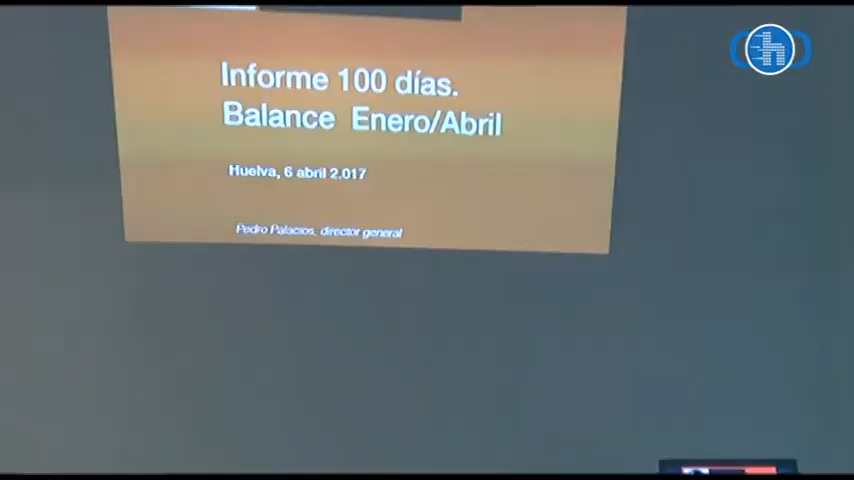 Informe 100 días.
Balance Enero/Abril
Huelva, 6 abril 2.017
Pedro Palacios, director general
h